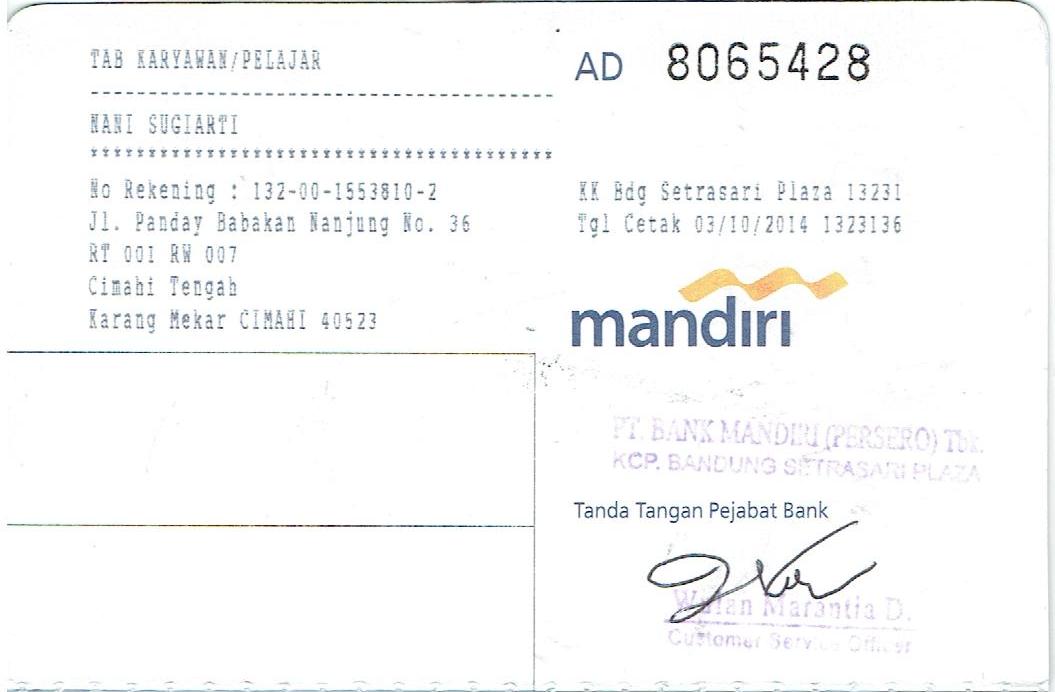 TAB KARYAWAN/PELAJAR
NANI SUGIARTI
No Rekening : 132-00-1553810-2
Jl. Panday Babakan Nanjung No. 36
RT 001 RW 007
Cimahi Tengah
Karang Mekar CIMAHI 40523
AD 8065428
KK Bdg Setrasari Plaza 13231
Tgl Cetak 03/10/2014 1323136
mandiri
PT. BANK MANDIRI (PERSERO) Tbk.
KCP. BANDUNG SETRASARI PLAZA
Tanda Tangan Pejabat Bank
Wulan Marantia D.
Customer Service Officer